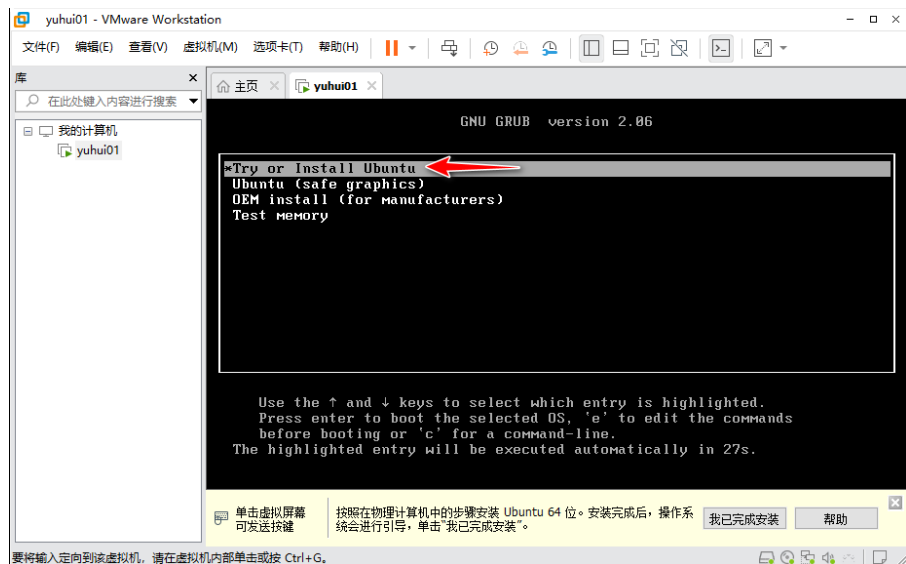 yuhui01 - VMware Workstation
文件(F) 编辑(E) 查看(V) 虚拟机(M) 选项卡(T) 帮助(H)
库
在此处键入内容进行搜索
我的计算机
yuhui01
主页
yuhui01
GNU GRUB version 2.06
*Try or Install Ubuntu
Ubuntu (safe graphics)
OEM install (for manufacturers)
Test memory
Use the ↑ and ↓ keys to select which entry is highlighted.
Press enter to boot the selected OS, 'e' to edit the commands
before booting or 'c' for a command-line.
The highlighted entry will be executed automatically in 27s.
单击虚拟屏幕
可发送按键
按照在物理计算机中的步骤安装 Ubuntu 64 位。安装完成后，操作系
统会进行引导，单击"我已完成安装"。
我已完成安装
帮助
要将输入定向到该虚拟机，请在虚拟机内部单击或按 Ctrl+G。